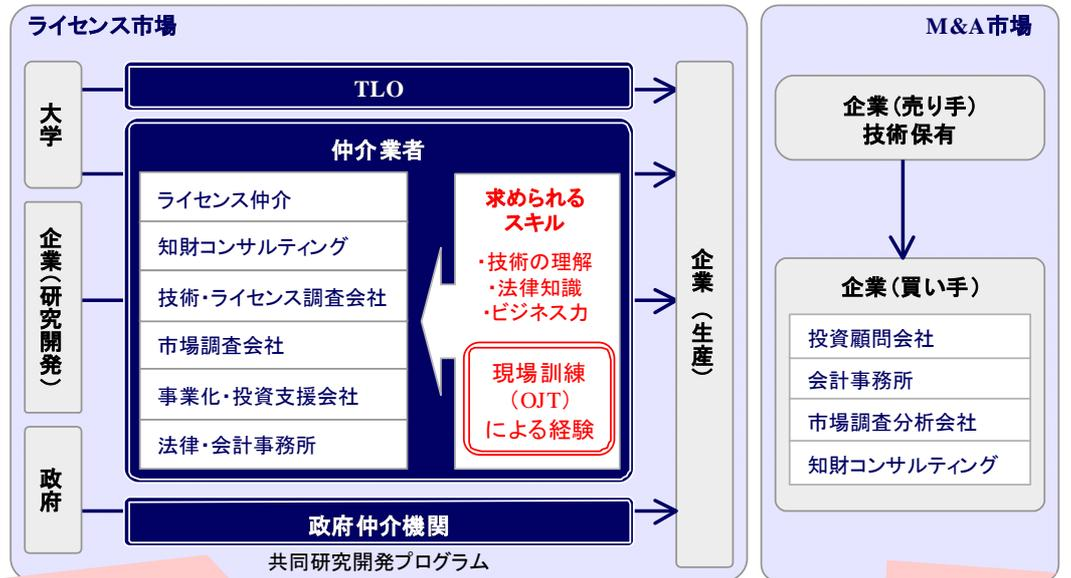 ライセンス市場
大学
企業（研究開発）
政府
TLO
仲介業者
ライセンス仲介
知財コンサルティング
技術・ライセンス調査会社
市場調査会社
事業化・投資支援会社
法律・会計事務所
求められる
スキル
・技術の理解
・法律知識
・ビジネス力
現場訓練
（OJT）
による経験
政府仲介機関
共同研究開発プログラム
企業（生産）
M&A市場
企業（売り手）
技術保有
企業（買い手）
投資顧問会社
会計事務所
市場調査分析会社
知財コンサルティング